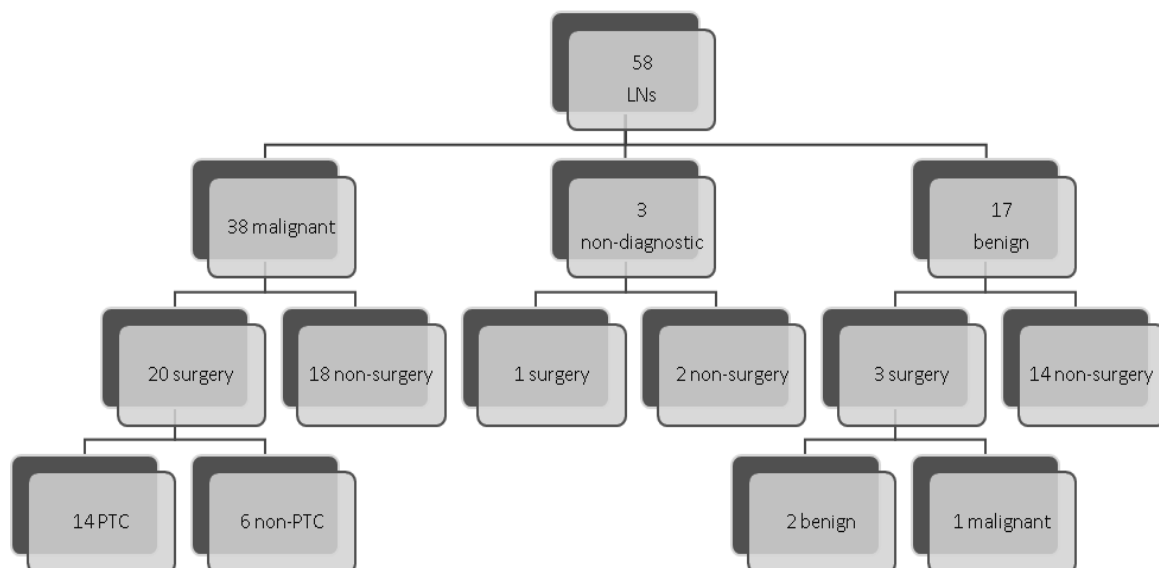 58
LNs
38 malignant
3
non-diagnostic
17
benign
20 surgery
18 non-surgery
1 surgery
2 non-surgery
3 surgery
14 non-surgery
14 PTC
6 non-PTC
2 benign
1 malignant